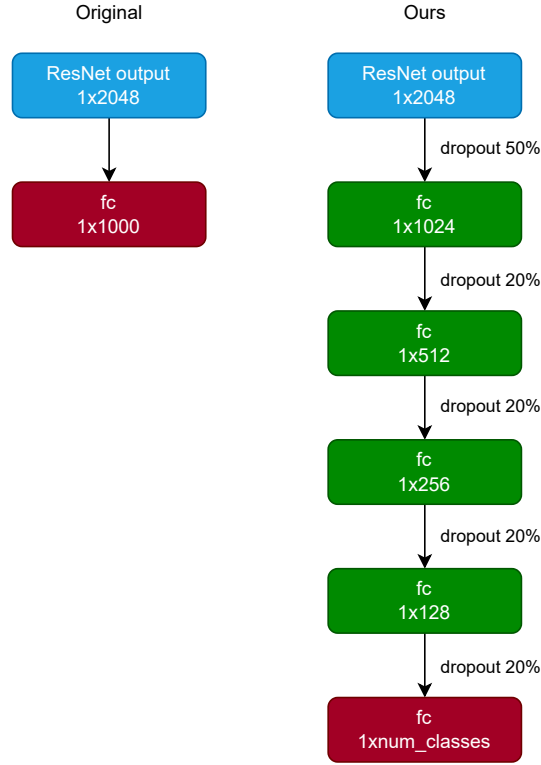 Original
ResNet output
1x2048
fc
1x1000
Ours
ResNet output
1x2048
dropout 50%
fc
1x1024
dropout 20%
fc
1x512
dropout 20%
fc
1x256
dropout 20%
fc
1x128
dropout 20%
fc
1xnum_classes